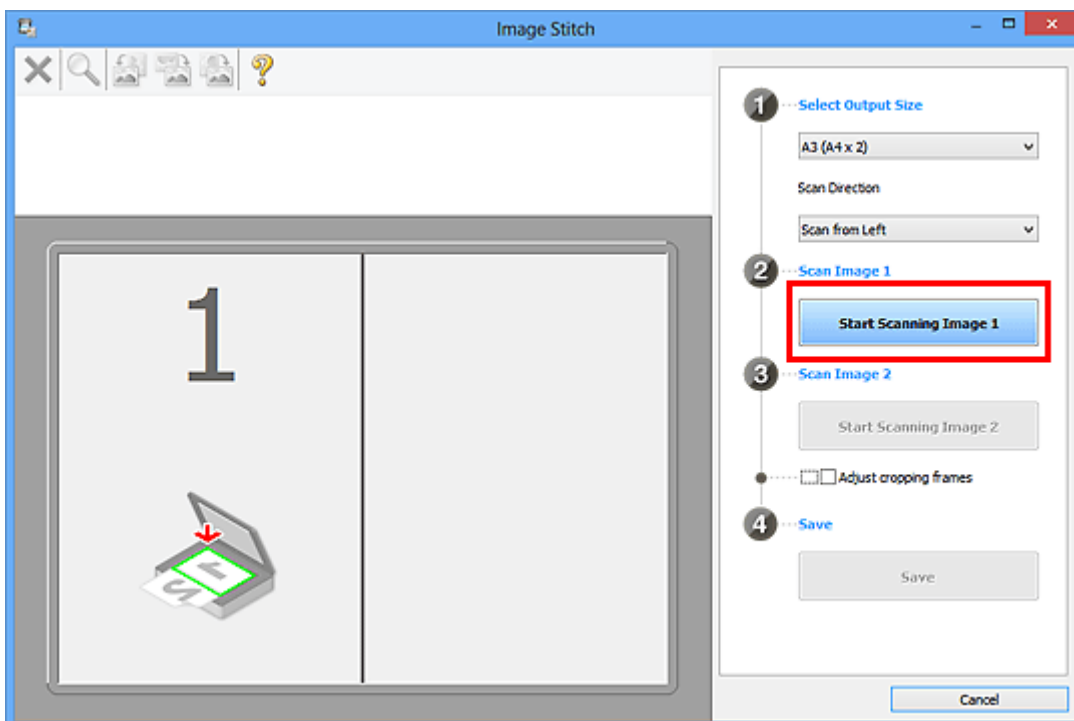 Image Stitch
1
1 Select Output Size
A3 (A4 x 2)
Scan Direction
Scan from Left
2 Scan Image 1
Start Scanning Image 1
3 Scan Image 2
Start Scanning Image 2
Adjust cropping frames
4 Save
Save
Cancel